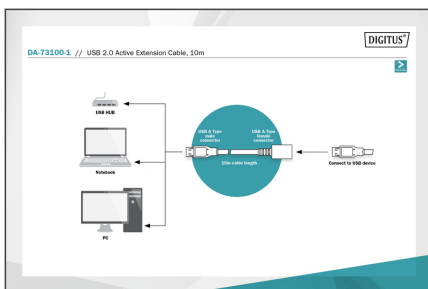 DIGITUS®
DA-73100-1 // USB 2.0 Active Extension Cable, 10m
USB HUB
USB A Type
male
connector
USB A Type
female
connector
10m cable length
Notebook
Connect to USB device
PC